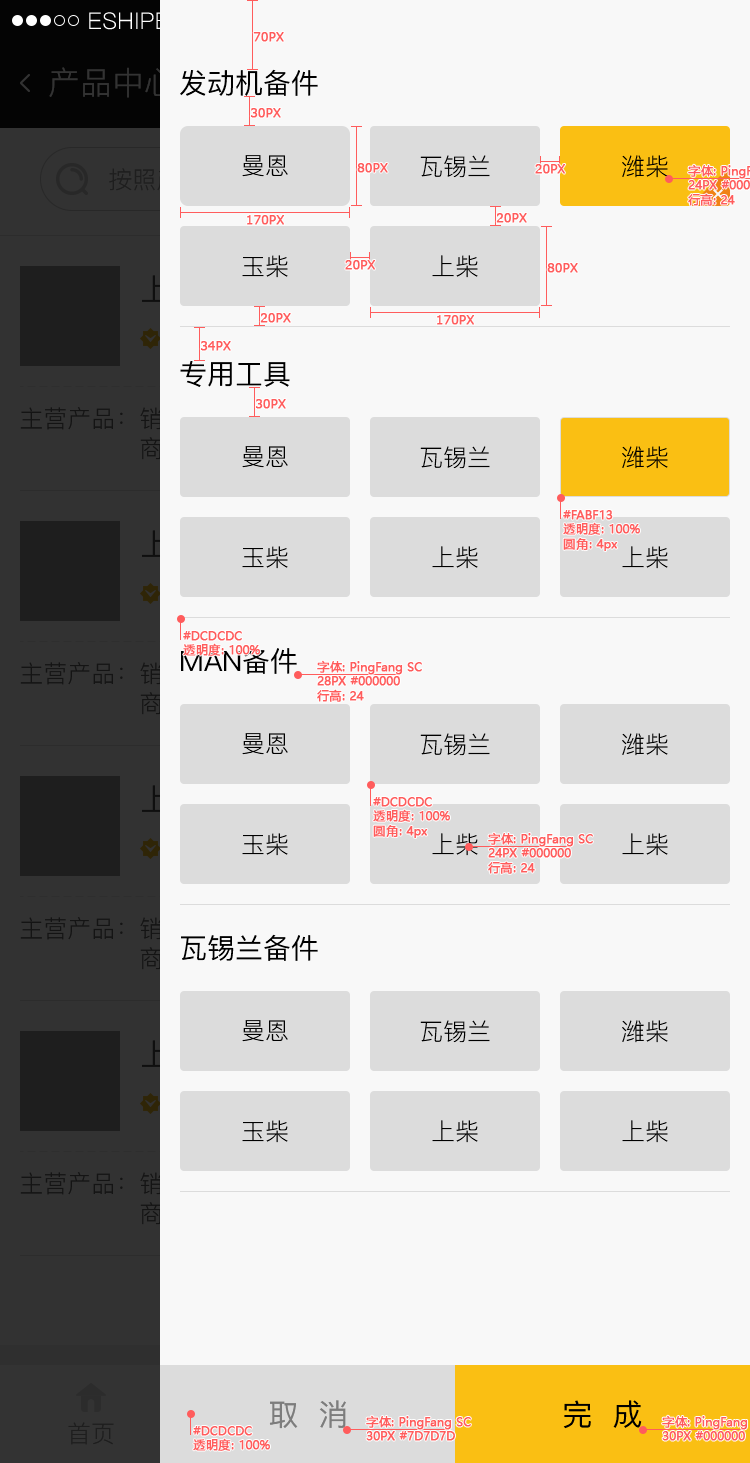 ●●●○○ ESHIPE
70PX
产品中心
发动机备件
30PX
按照
曼恩
瓦锡兰
潍柴
80PX
20PX
字体: PingF
24PX #000
行高: 24
170PX
20PX
玉柴
上柴
20PX
80PX
上
20PX
170PX
34PX
专用工具
30PX
主营产品：销
商
曼恩
瓦锡兰
潍柴
#FABF13
透明度: 100%
圆角: 4px
上
玉柴
上柴
上柴
#DCDCDC
透明度: 100%
MAN备件
字体: PingFang SC
28PX #000000
行高: 24
主营产品：销
商
曼恩
瓦锡兰
潍柴
上
#DCDCDC
透明度: 100%
圆角: 4px
玉柴
上柴
上柴
字体: PingFang SC
24PX #000000
行高: 24
主营产品：销
商
瓦锡兰备件
曼恩
瓦锡兰
潍柴
上
玉柴
上柴
上柴
主营产品：销
商
首页
取 消
字体: PingFang SC
30PX #7D7D7D
#DCDCDC
透明度: 100%
完 成
字体: PingFang
30PX #000000